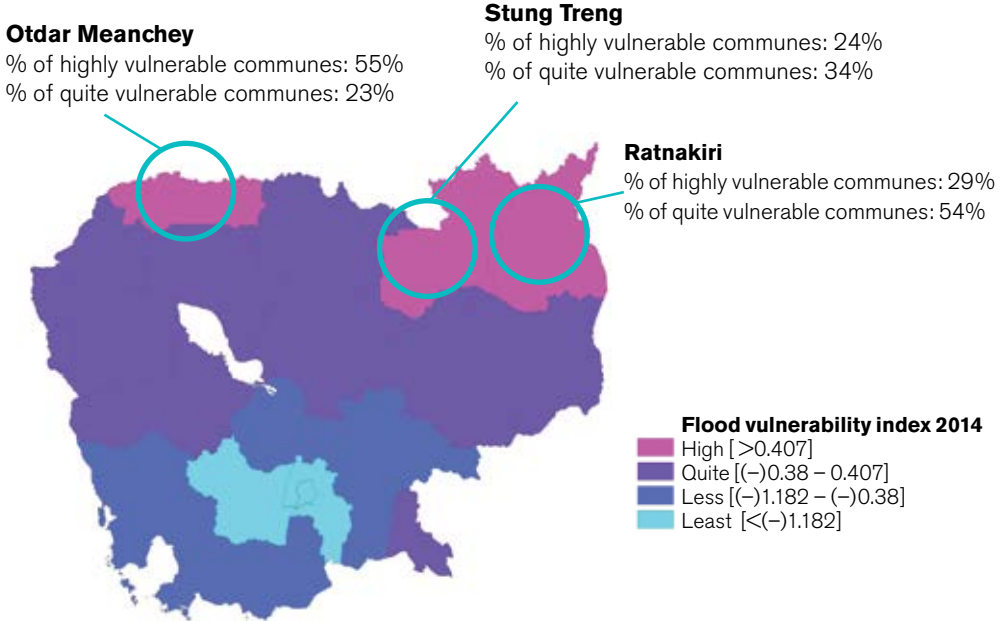 Otdar Meanchey
% of highly vulnerable communes: 55%
% of quite vulnerable communes: 23%
Stung Treng
% of highly vulnerable communes: 24%
% of quite vulnerable communes: 34%
Ratnakiri
% of highly vulnerable communes: 29%
% of quite vulnerable communes: 54%
Flood vulnerability index 2014
High [ >0.407]
Quite [(−)0.38 – 0.407]
Less [(−)1.182 – (−)0.38]
Least [<(−)1.182]